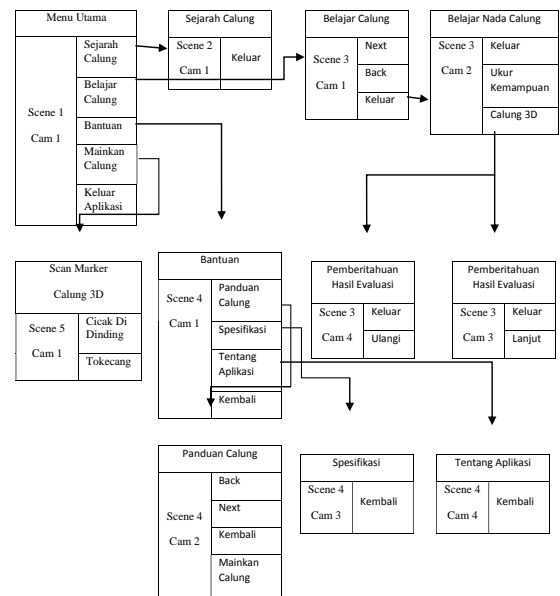 Menu Utama
Scene 1
Cam 1
Sejarah
Calung
Belajar
Calung
Bantuan
Mainkan
Calung
Keluar
Aplikasi
Sejarah Calung
Scene 2
Cam 1
Keluar
Belajar Calung
Scene 3
Cam 1
Next
Back
Keluar
Belajar Nada Calung
Scene 3
Cam 2
Keluar
Ukur
Kemampuan
Calung 3D
Scan Marker
Calung 3D
Scene 5
Cam 1
Cicak Di
Dinding
Tokecang
Bantuan
Scene 4
Cam 1
Panduan
Calung
Spesifikasi
Tentang
Aplikasi
Kembali
Pemberitahuan
Hasil Evaluasi
Scene 3
Cam 4
Keluar
Ulangi
Pemberitahuan
Hasil Evaluasi
Scene 3
Cam 3
Keluar
Lanjut
Panduan Calung
Scene 4
Cam 2
Back
Next
Kembali
Mainkan
Calung
Spesifikasi
Scene 4
Cam 3
Kembali
Tentang Aplikasi
Scene 4
Cam 4
Kembali